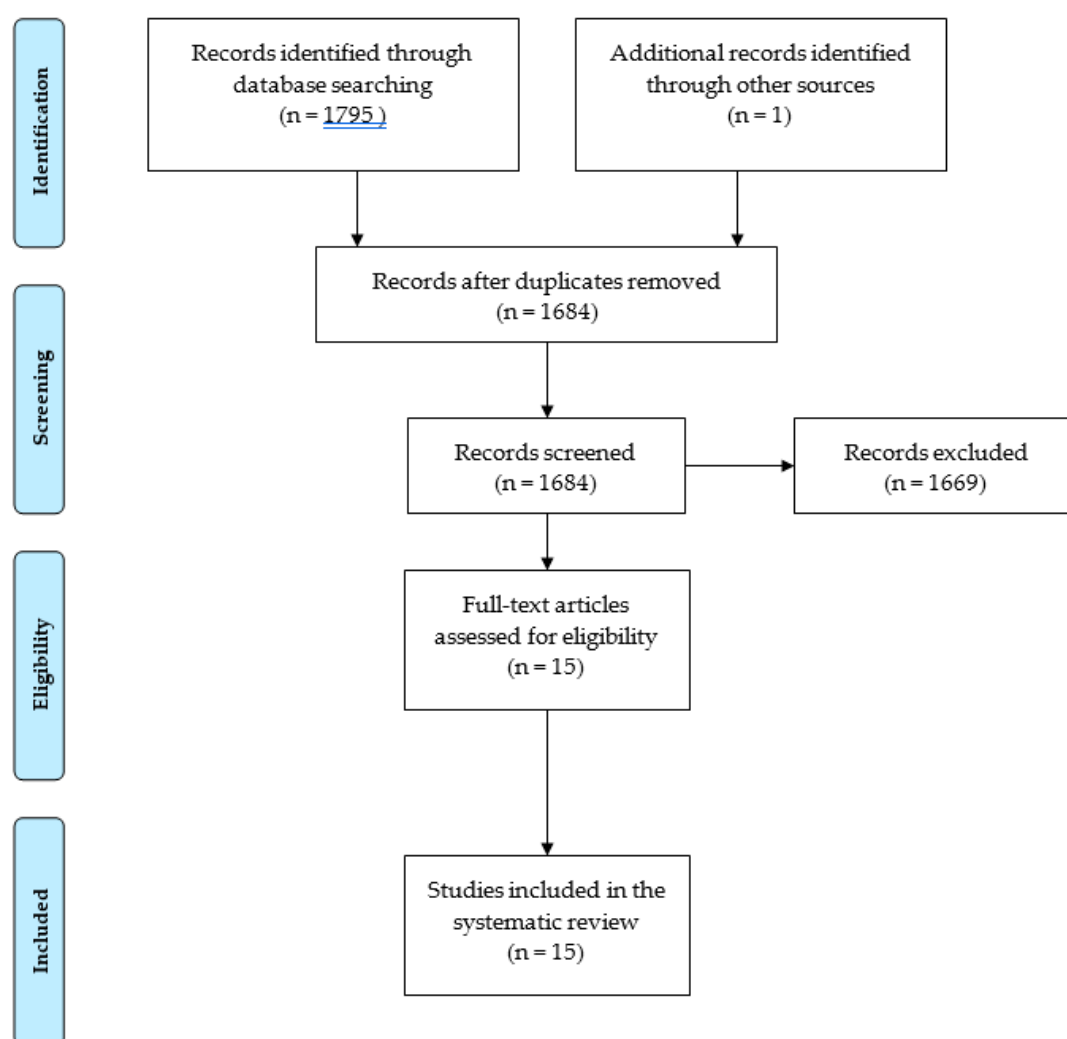 Identification
Records identified through
database searching
(n = 1795 )
Additional records identified
through other sources
(n = 1)
Records after duplicates removed
(n = 1684)
Screening
Records screened
(n = 1684)
Records excluded
(n = 1669)
Eligibility
Full-text articles
assessed for eligibility
(n = 15)
Included
Studies included in the
systematic review
(n = 15)